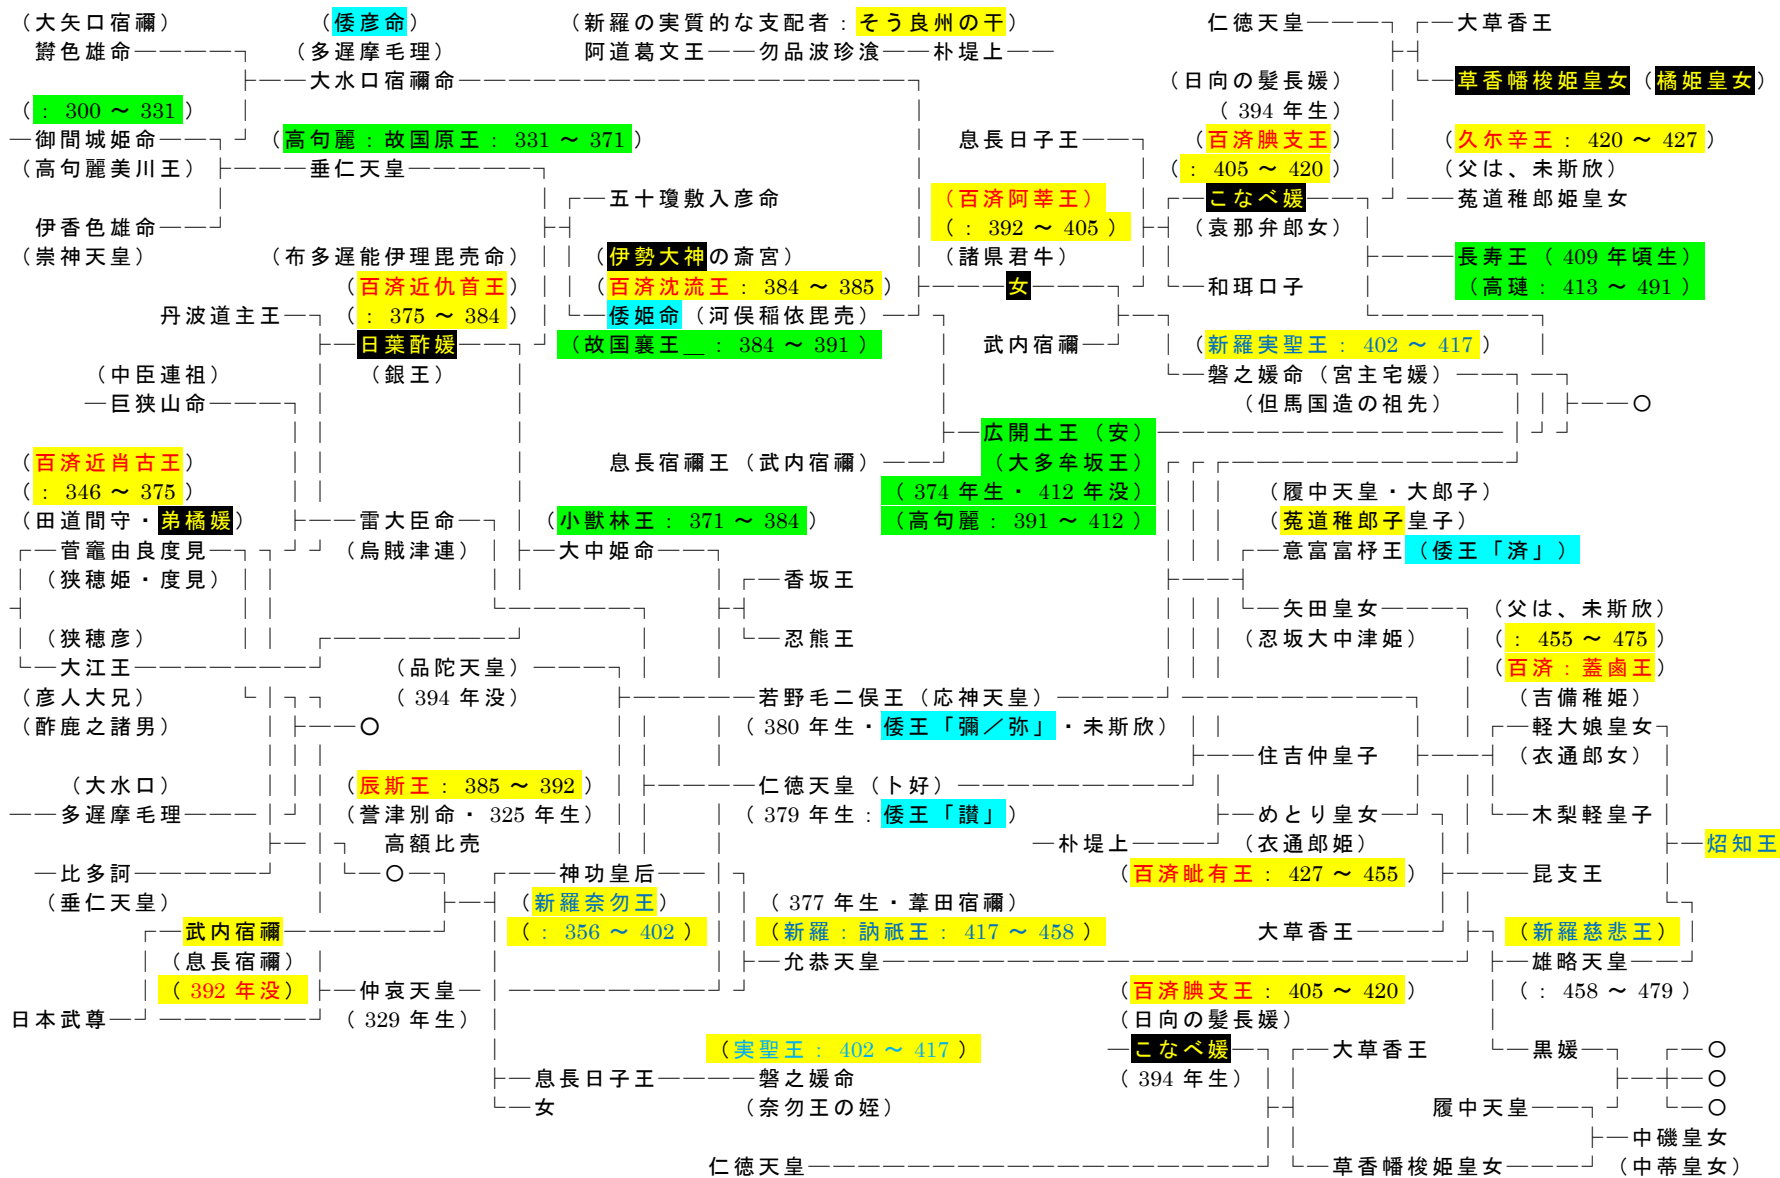 （大矢口宿禰） （倭彦命） （新羅の実質的な支配者：そう良州の干） 仁徳天皇 大草香王
欝色雄命 （多遅摩毛理） 阿道葛文王 勿品波珍飡 朴堤上
大水口宿禰命 （日向の髪長媛） 草香幡梭姫皇女（橘姫皇女）
（：300～331） （394年生）
御間城姫命 （高句麗：故国原王：331～371） 息長日子王 （百済腆支王） （久尓辛王：420～427）
（高句麗美川王） 垂仁天皇 （：405～420） （父は、未斯欣）
五十瓊敷入彦命 （百済阿莘王） こなべ媛 菟道稚郎姫皇女
伊香色雄命 （：392～405） （袁那弁郎女）
（崇神天皇） （布多遅能伊理毘売命） （伊勢大神の斎宮） （諸県君牛） 長寿王（409年頃生）
（百済近仇首王） （百済沈流王：384～385） 女 和珥口子 （高璉：413～491）
丹波道主王 （：375～384） 倭姫命（河俣稲依毘売）
日葉酢媛 （故国襄王＿：384～391） 武内宿禰 （新羅実聖王：402～417）
（中臣連祖） （銀王） 磐之媛命（宮主宅媛）
巨狭山命 （但馬国造の祖先） ○
広開土王（安）
（百済近肖古王） 息長宿禰王（武内宿禰） （大多牟坂王）
（：346～375） （374年生・412年没） （履中天皇・大郎子）
（田道間守・弟橘媛） 雷大臣命 （小獣林王：371～384） （高句麗：391～412） （菟道稚郎子皇子）
菅竈由良度見 （烏賊津連） 大中姫命 意富富杼王（倭王「済」）
（狭穂姫・度見） 香坂王
矢田皇女 （父は、未斯欣）
（狭穂彦） 忍熊王 （忍坂大中津姫） （：455～475）
大江王 （品陀天皇） （百済：蓋鹵王）
（彦人大兄） （394年没） 若野毛二俣王（応神天皇） （吉備稚姫）
（酢鹿之諸男） ○ （380年生・倭王「彌／弥」・未斯欣） 軽大娘皇女
住吉仲皇子 （衣通郎女）
（大水口） （辰斯王：385～392） 仁徳天皇（卜好）
多遅摩毛理 （誉津別命・325年生） （379年生：倭王「讃」） めとり皇女 木梨軽皇子
高額比売 朴堤上 （衣通郎姫） 炤知王
比多訶 ○ 神功皇后 （百済毗有王：427～455） 昆支王
（垂仁天皇） （新羅奈勿王） （377年生・葦田宿禰）
武内宿禰 （：356～402） （新羅：訥祇王：417～458） 大草香王 （新羅慈悲王）
（息長宿禰） 允恭天皇 雄略天皇
（392年没） 仲哀天皇 （百済腆支王：405～420） （：458～479）
日本武尊 （329年生） （日向の髪長媛）
（実聖王：402～417） こなべ媛 大草香王 黒媛 ○
息長日子王 磐之媛命 （394年生） ○
女 （奈勿王の姪） 履中天皇 ○
中磯皇女
仁徳天皇 草香幡梭姫皇女 （中蒂皇女）